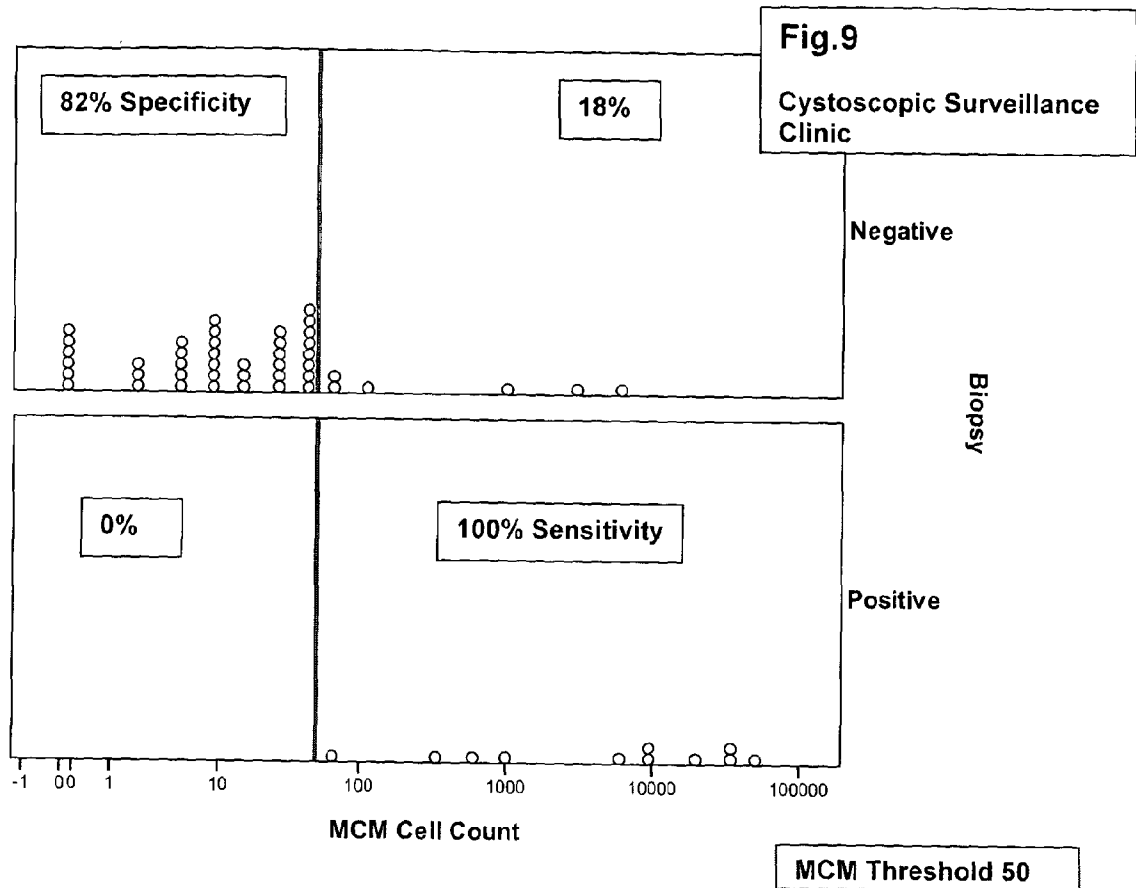 Fig.9
Cystoscopic Surveillance
Clinic
82% Specificity
18%
Negative
Biopsy
0%
100% Sensitivity
Positive
-1 0 0 1 10 100 1000 10000 100000
MCM Cell Count
MCM Threshold 50